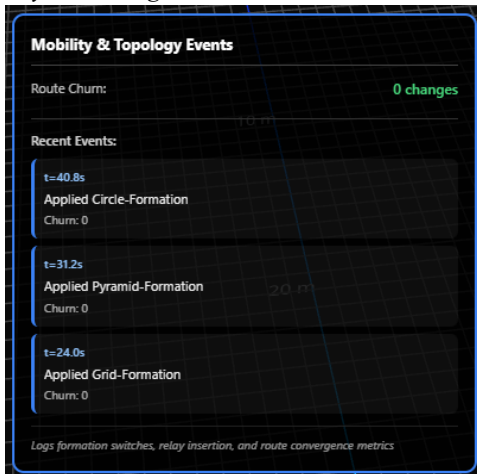 Mobility & Topology Events
Route Churn: 0 changes
10 m
Recent Events:
t=40.8s
Applied Circle-Formation
Churn: 0
t=31.2s
Applied Pyramid-Formation
20 m
Churn: 0
t=24.0s
Applied Grid-Formation
Churn: 0
Logs formation switches, relay insertion, and route convergence metrics